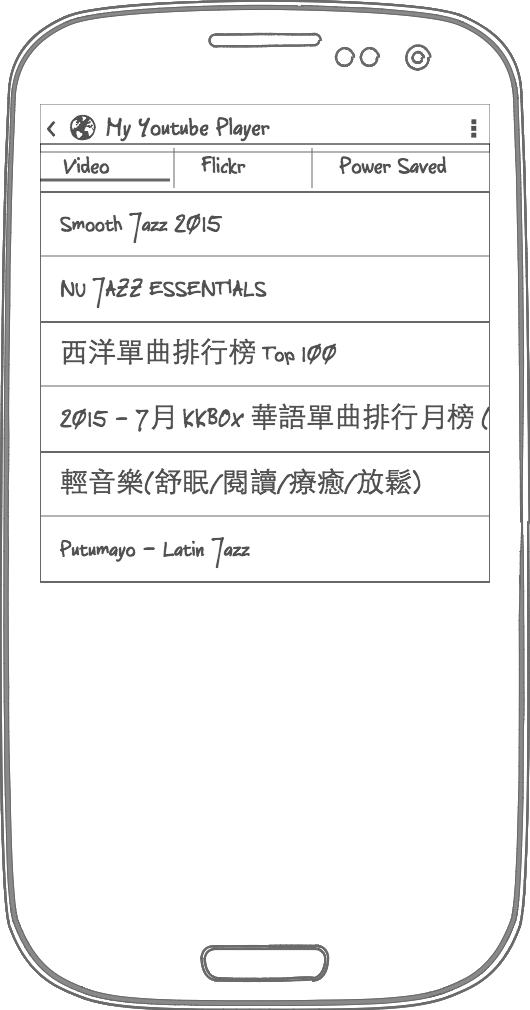 My Youtube Player
Video Flickr Power Saved
Smooth Jazz 2015
NU JAZZ ESSENTIALS
西洋單曲排行榜 Top 100
2015 - 7月 KKBOX 華語單曲排行月榜 (
輕音樂(舒眠/閱讀/療癒/放鬆)
Putumayo - Latin Jazz